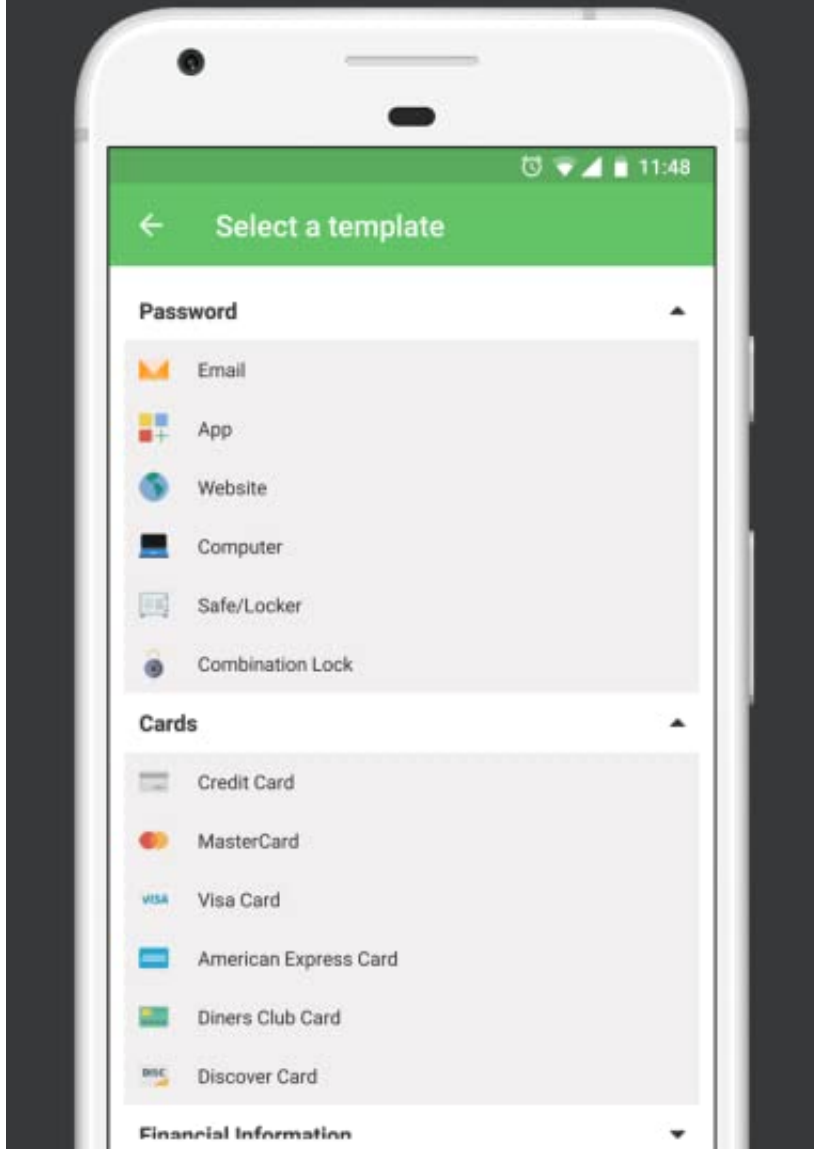 11:48
Select a template
Password
Email
App
Website
Computer
Safe/Locker
Combination Lock
Cards
Credit Card
MasterCard
VISA Visa Card
American Express Card
Diners Club Card
DISC Discover Card
Financial Information